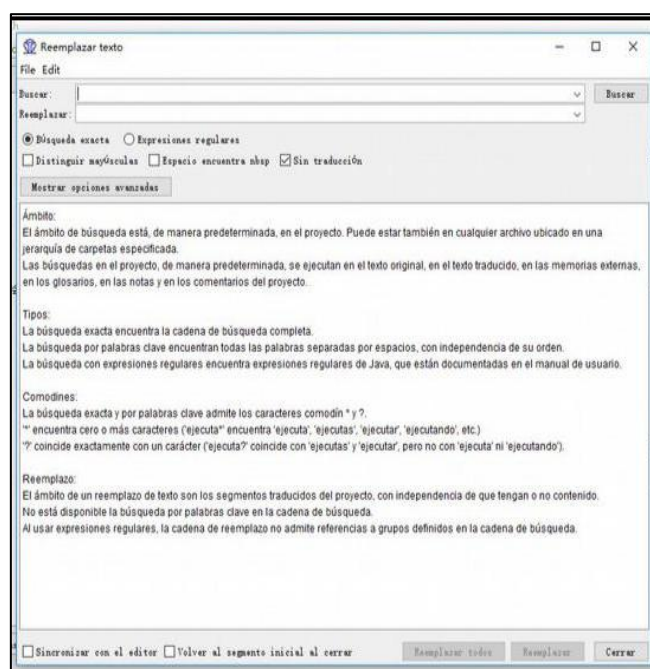 Reemplazar texto
File Edit
Buscar:
Buscar
Reemplazar:
Búsqueda exacta Expresiones regulares
Distinguir mayúsculas Espacio encuentra nbsp Sin traducción
Mostrar opciones avanzadas
Ámbito:
El ámbito de búsqueda está, de manera predeterminada, en el proyecto. Puede estar también en cualquier archivo ubicado en una
jerarquía de carpetas especificada.
Las búsquedas en el proyecto, de manera predeterminada, se ejecutan en el texto original, en el texto traducido, en las memorias externas,
en los glosarios, en las notas y en los comentarios del proyecto.
Tipos:
La búsqueda exacta encuentra la cadena de búsqueda completa.
La búsqueda por palabras clave encuentran todas las palabras separadas por espacios, con independencia de su orden.
La búsqueda con expresiones regulares encuentra expresiones regulares de Java, que están documentadas en el manual de usuario.
Comodines:
La búsqueda exacta y por palabras clave admite los caracteres comodín * y ?.
'*' encuentra cero o más caracteres ('ejecuta*' encuentra 'ejecuta', 'ejecutas', 'ejecutar', 'ejecutando', etc.)
'?' coincide exactamente con un carácter ('ejecuta?' coincide con 'ejecutas' y 'ejecutar', pero no con 'ejecuta' ni 'ejecutando').
Reemplazo:
El ámbito de un reemplazo de texto son los segmentos traducidos del proyecto, con independencia de que tengan o no contenido.
No está disponible la búsqueda por palabras clave en la cadena de búsqueda.
Al usar expresiones regulares, la cadena de reemplazo no admite referencias a grupos definidos en la cadena de búsqueda.
Sincronizar con el editor Volver al segmento inicial al cerrar Reemplazar todos Reemplazar Cerrar